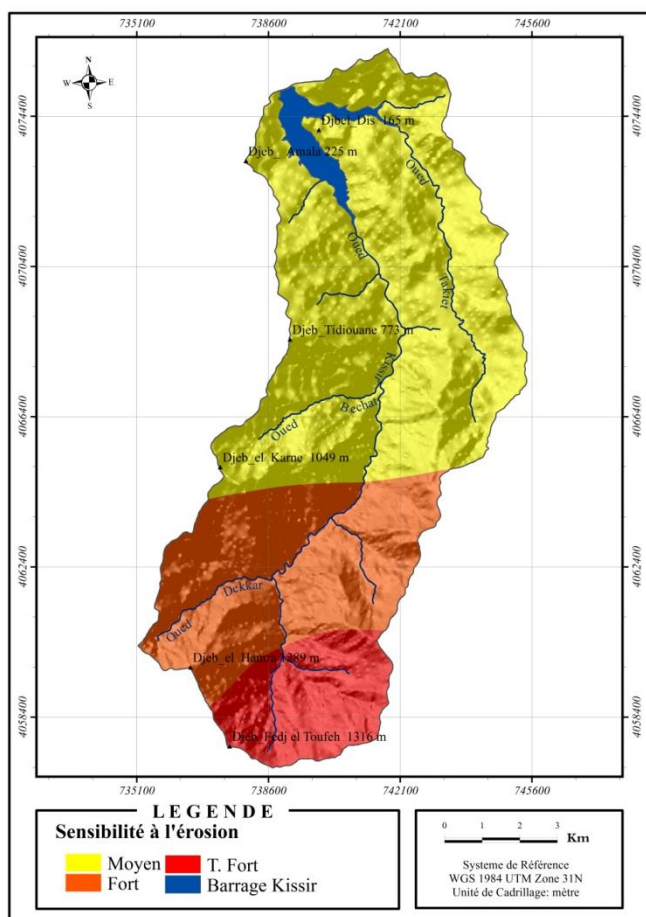 735100 738600 742100 745600
N
W E
S
4074400 4074400
Djbel_Dis 165 m
Djeb_ Amala 225 m
Oued
Takier
4070400 4070400
Oued
Djeb_Tidiouane 773 m
Kissir
4066400 4066400
Bechar
Oued
Djeb_el_Karne 1049 m
4062400 4062400
Dekkar
Oued
Djeb_el_Hamra 1289 m
4058400 4058400
Djeb_Fedj el Toufeh 1316 m
735100 738600 742100 745600
LEGENDE
Sensibilité à l'érosion
Moyen T. Fort
Fort Barrage Kissir
0 1 2 3
Km
Systeme de Référence
WGS 1984 UTM Zone 31N
Unité de Cadrillage: mètre